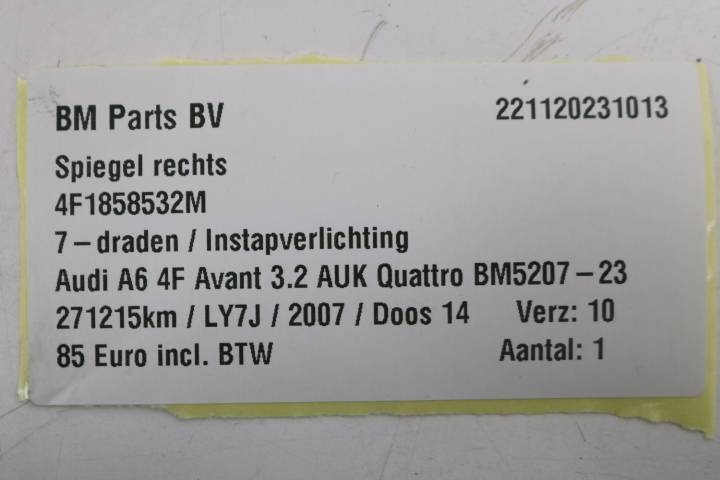 BM Parts BV 221120231013
Spiegel rechts
4F1858532M
7-draden / Instapverlichting
Audi A6 4F Avant 3.2 AUK Quattro BM5207-23
271215km / LY7J / 2007 / Doos 14 Verz: 10
85 Euro incl. BTW Aantal: 1